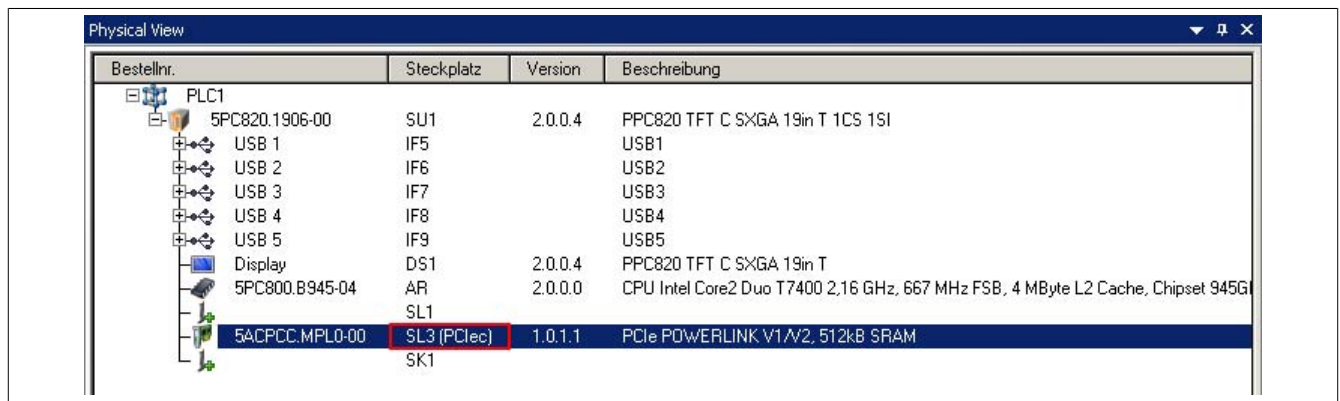 Physical View
Bestellnr. Steckplatz Version Beschreibung
PLC1
5PC820.1906-00 SU1 2.0.0.4 PPC820 TFT C SXGA 19in T 1CS 1SI
USB 1 IF5 USB1
USB 2 IF6 USB2
USB 3 IF7 USB3
USB 4 IF8 USB4
USB 5 IF9 USB5
Display DS1 2.0.0.4 PPC820 TFT C SXGA 19in T
5PC800.B945-04 AR 2.0.0.0 CPU Intel Core2 Duo T7400 2,16 GHz, 667 MHz FSB, 4 MByte L2 Cache, Chipset 945G
SL1
5ACPCC.MPL0-00 SL3 (PCIec) 1.0.1.1 PCIe POWERLINK V1/V2, 512kB SRAM
SK1